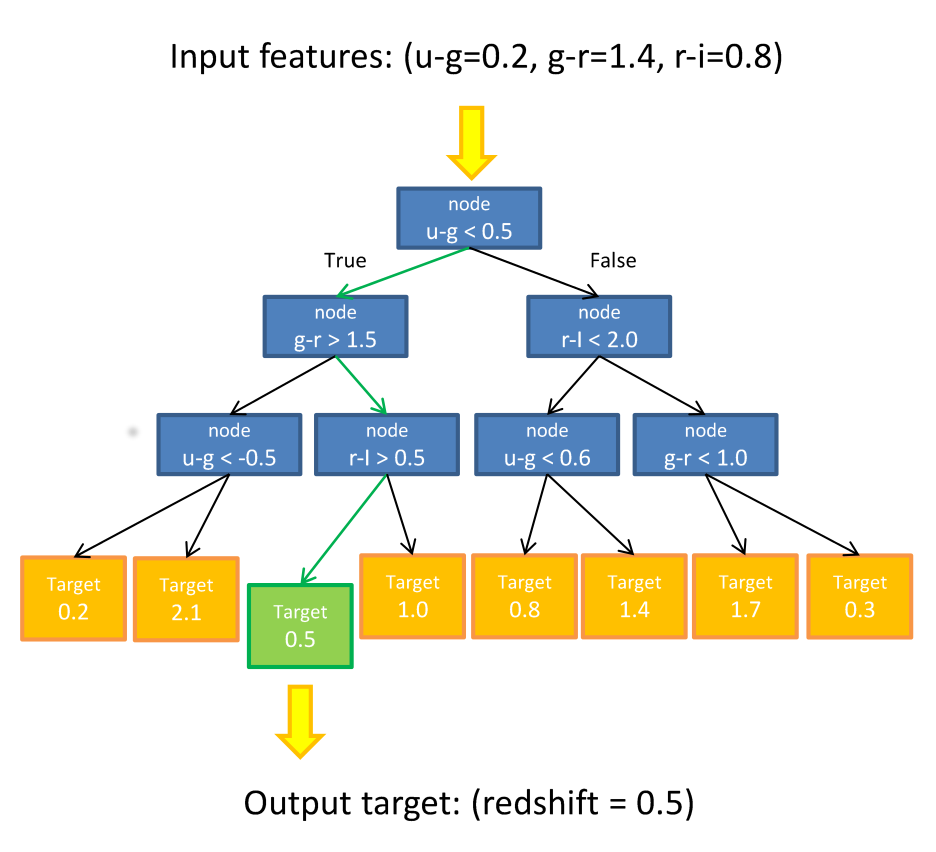 Input features: (u-g=0.2, g-r=1.4, r-i=0.8)
node
u-g < 0.5
True
False
node
g-r > 1.5
node
r-I < 2.0
node
u-g < -0.5
node
r-I > 0.5
node
u-g < 0.6
node
g-r < 1.0
Target
0.2
Target
2.1
Target
0.5
Target
1.0
Target
0.8
Target
1.4
Target
1.7
Target
0.3
Output target: (redshift = 0.5)